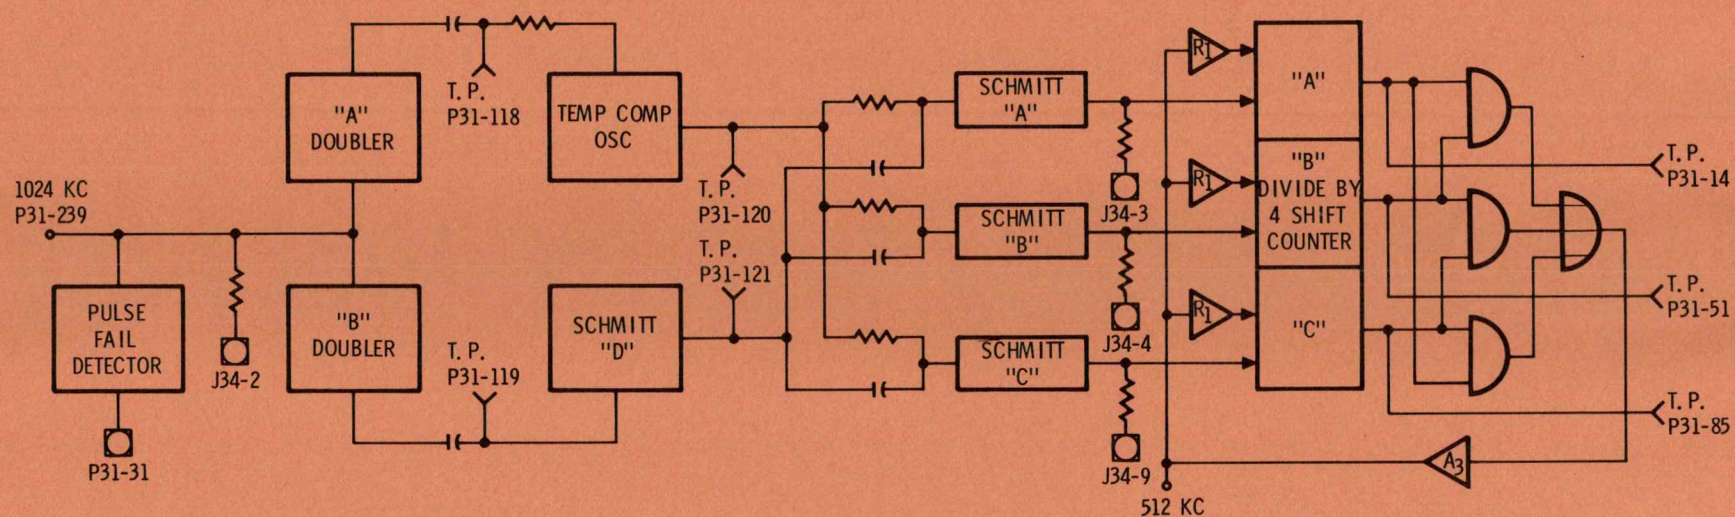 1024 KC
P31-239
PULSE
FAIL
DETECTOR
P31-31
J34-2
"A"
DOUBLER
"B"
DOUBLER
T. P.
P31-118
T. P.
P31-119
TEMP COMP
OSC
SCHMITT
"D"
T. P.
P31-120
T. P.
P31-121
SCHMITT
"A"
SCHMITT
"B"
SCHMITT
"C"
J34-3
J34-4
J34-9
R1
R1
R1
"A"
"B"
DIVIDE BY
4 SHIFT
COUNTER
"C"
T. P.
P31-14
T. P.
P31-51
T. P.
P31-85
A3
512 KC